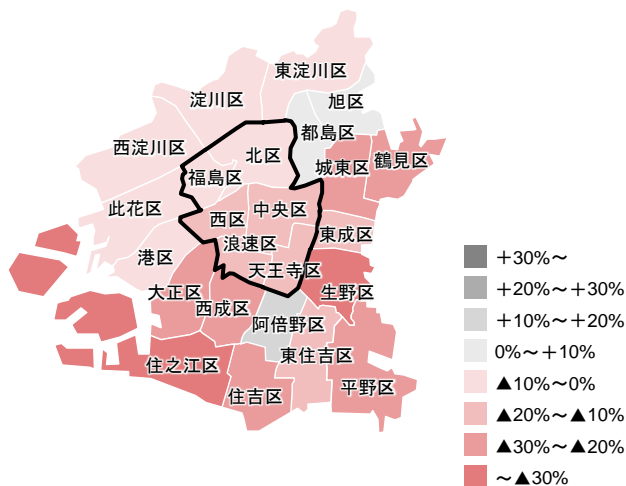 東淀川区
淀川区
旭区
都島区
西淀川区
北区
城東区
鶴見区
福島区
此花区
西区
中央区
東成区
浪速区
港区
天王寺区
大正区
生野区
西成区
阿倍野区
東住吉区
住之江区
平野区
住吉区
＋30%～
＋20%～＋30%
＋10%～＋20%
0%～＋10%
▲10%～0%
▲20%～▲10%
▲30%～▲20%
～▲30%